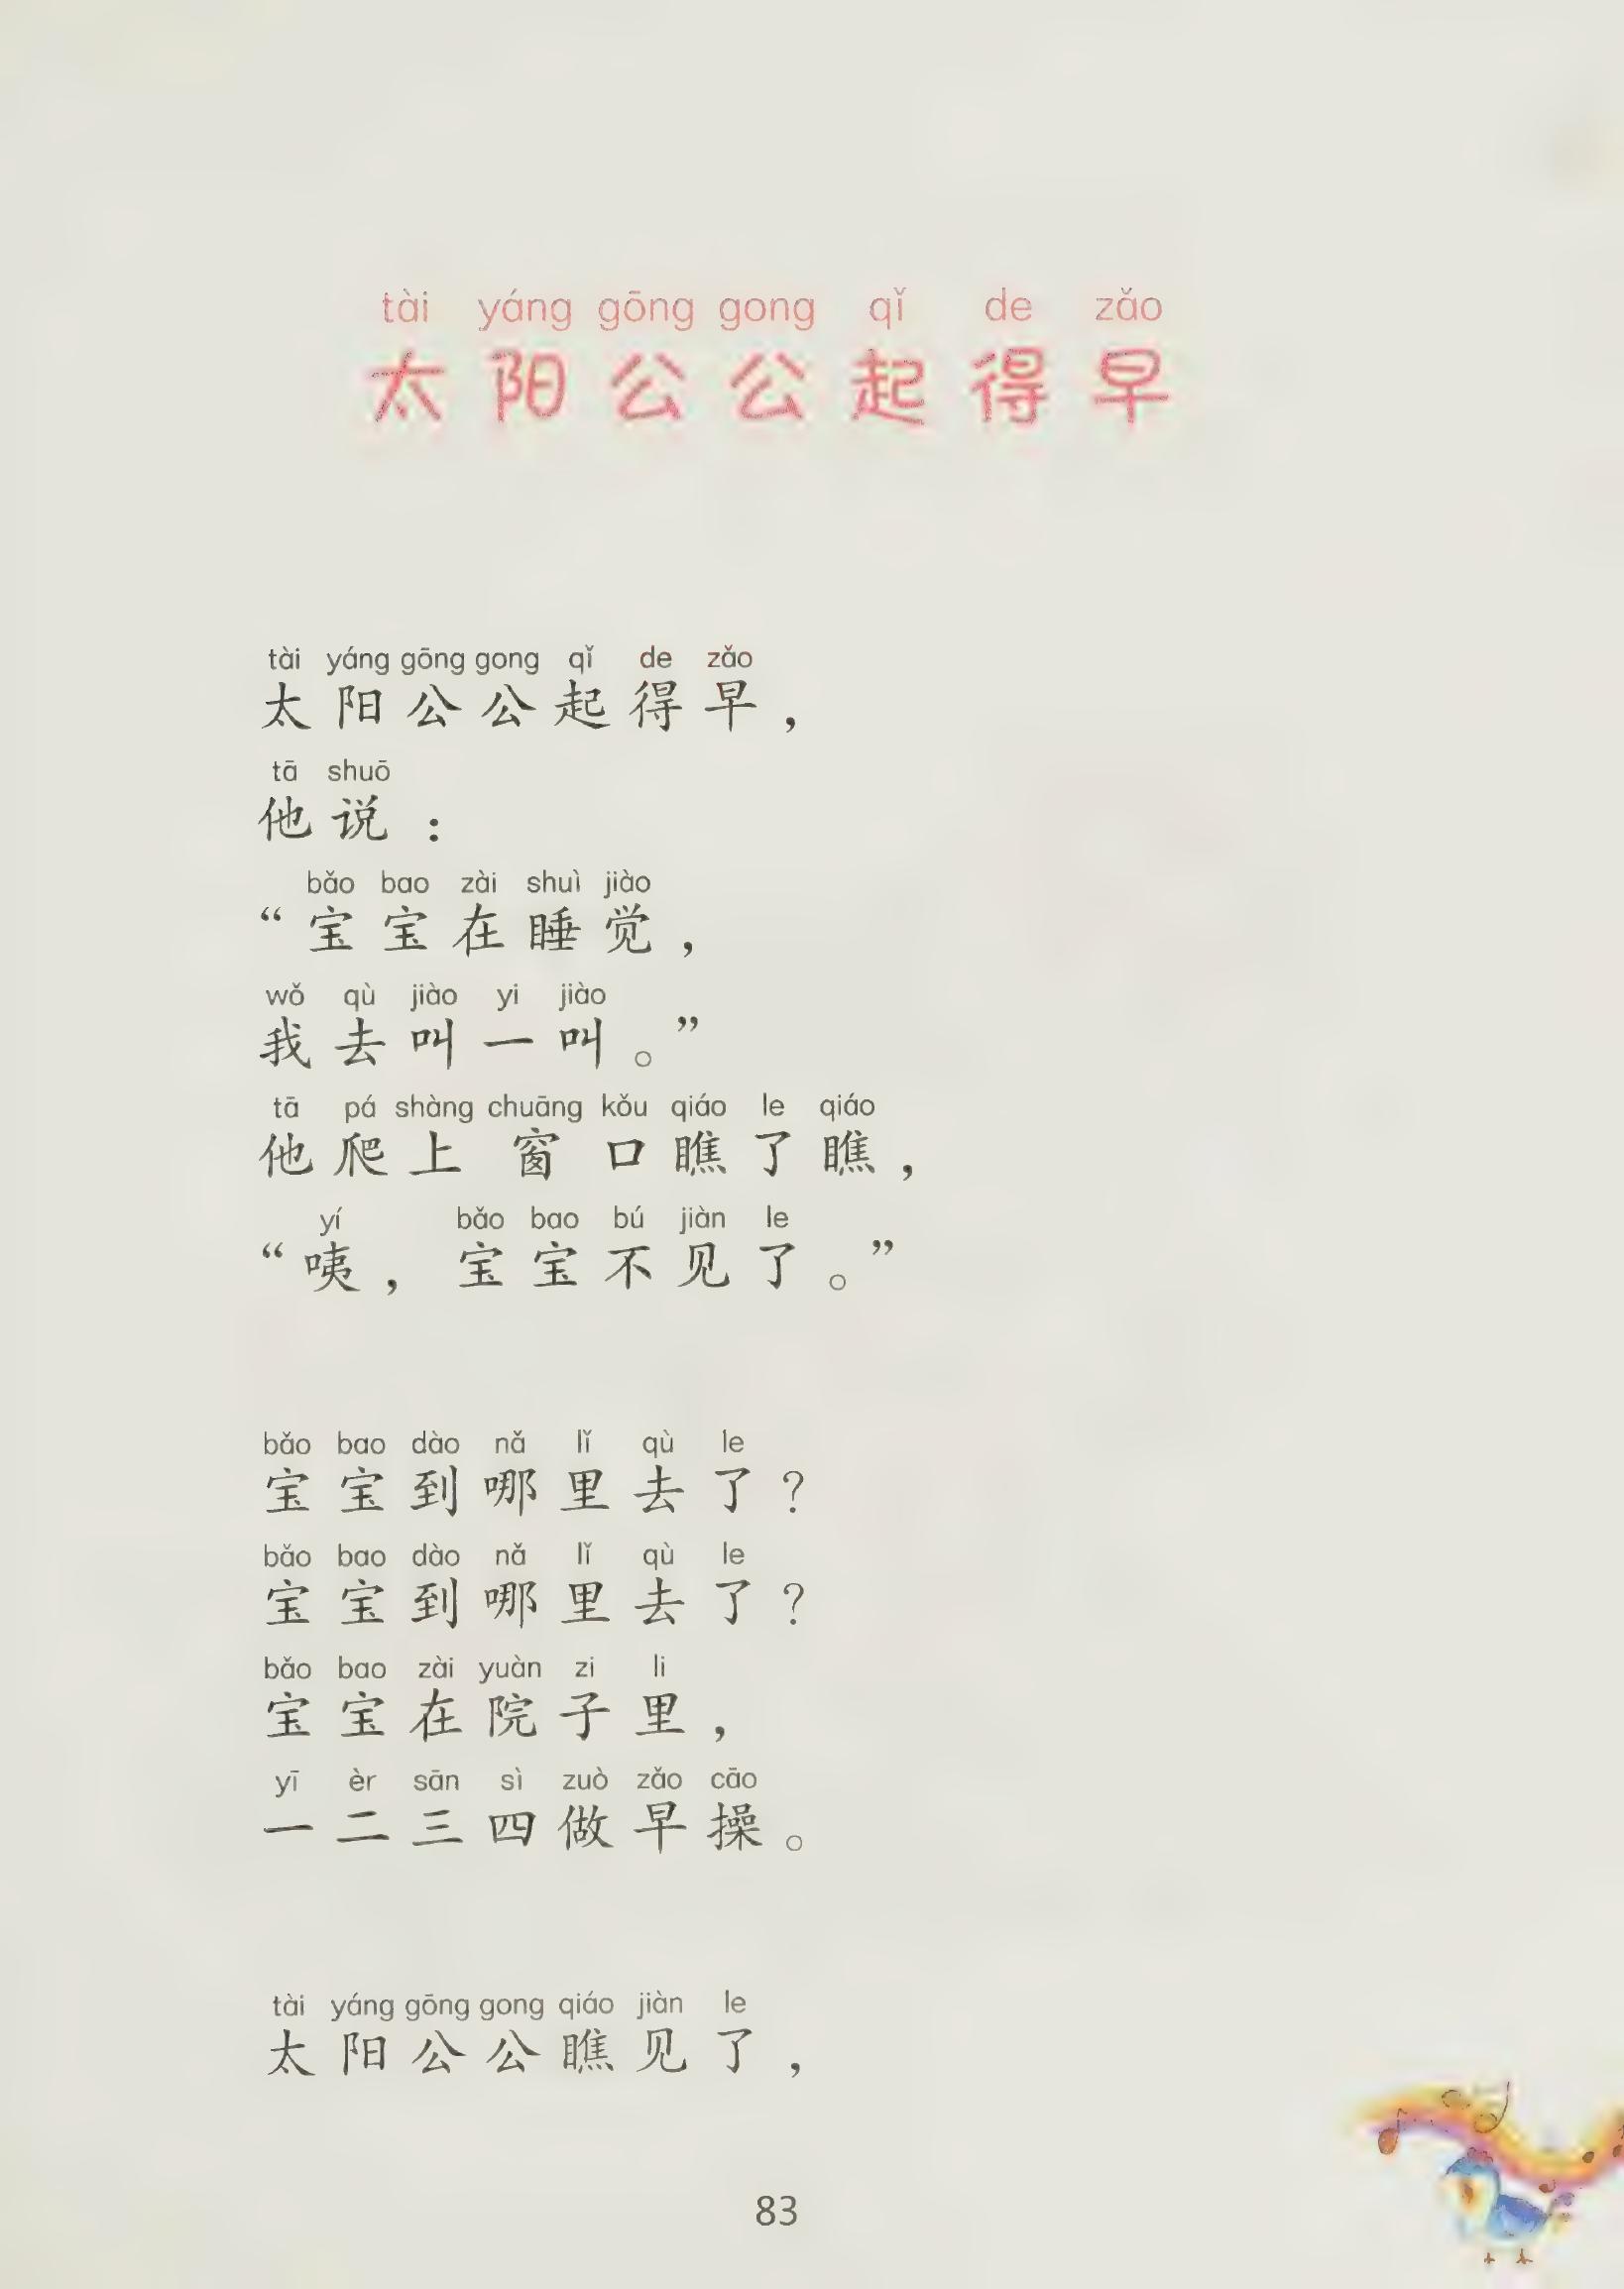 tài yáng gōng gong qǐ de zǎo
太阳公公起得早
tài yáng gōng gong qǐ de zǎo
太阳公公起得早，
tā shuō
他说：
bǎo bao zài shuì jiào
“宝宝在睡觉，
wǒ qù jiào yi jiào
我去叫一叫。”
tā pá shàng chuāng kǒu qiáo le qiáo
他爬上窗口瞧了瞧，
yí bǎo bao bú jiàn le
“咦，宝宝不见了。”
bǎo bao dào nǎ lǐ qù le
宝宝到哪里去了？
bǎo bao dào nǎ lǐ qù le
宝宝到哪里去了？
bǎo bao zài yuàn zi li
宝宝在院子里，
yī èr sān sì zuò zǎo cāo
一二三四做早操。
tài yáng gōng gong qiáo jiàn le
太阳公公瞧见了，
83